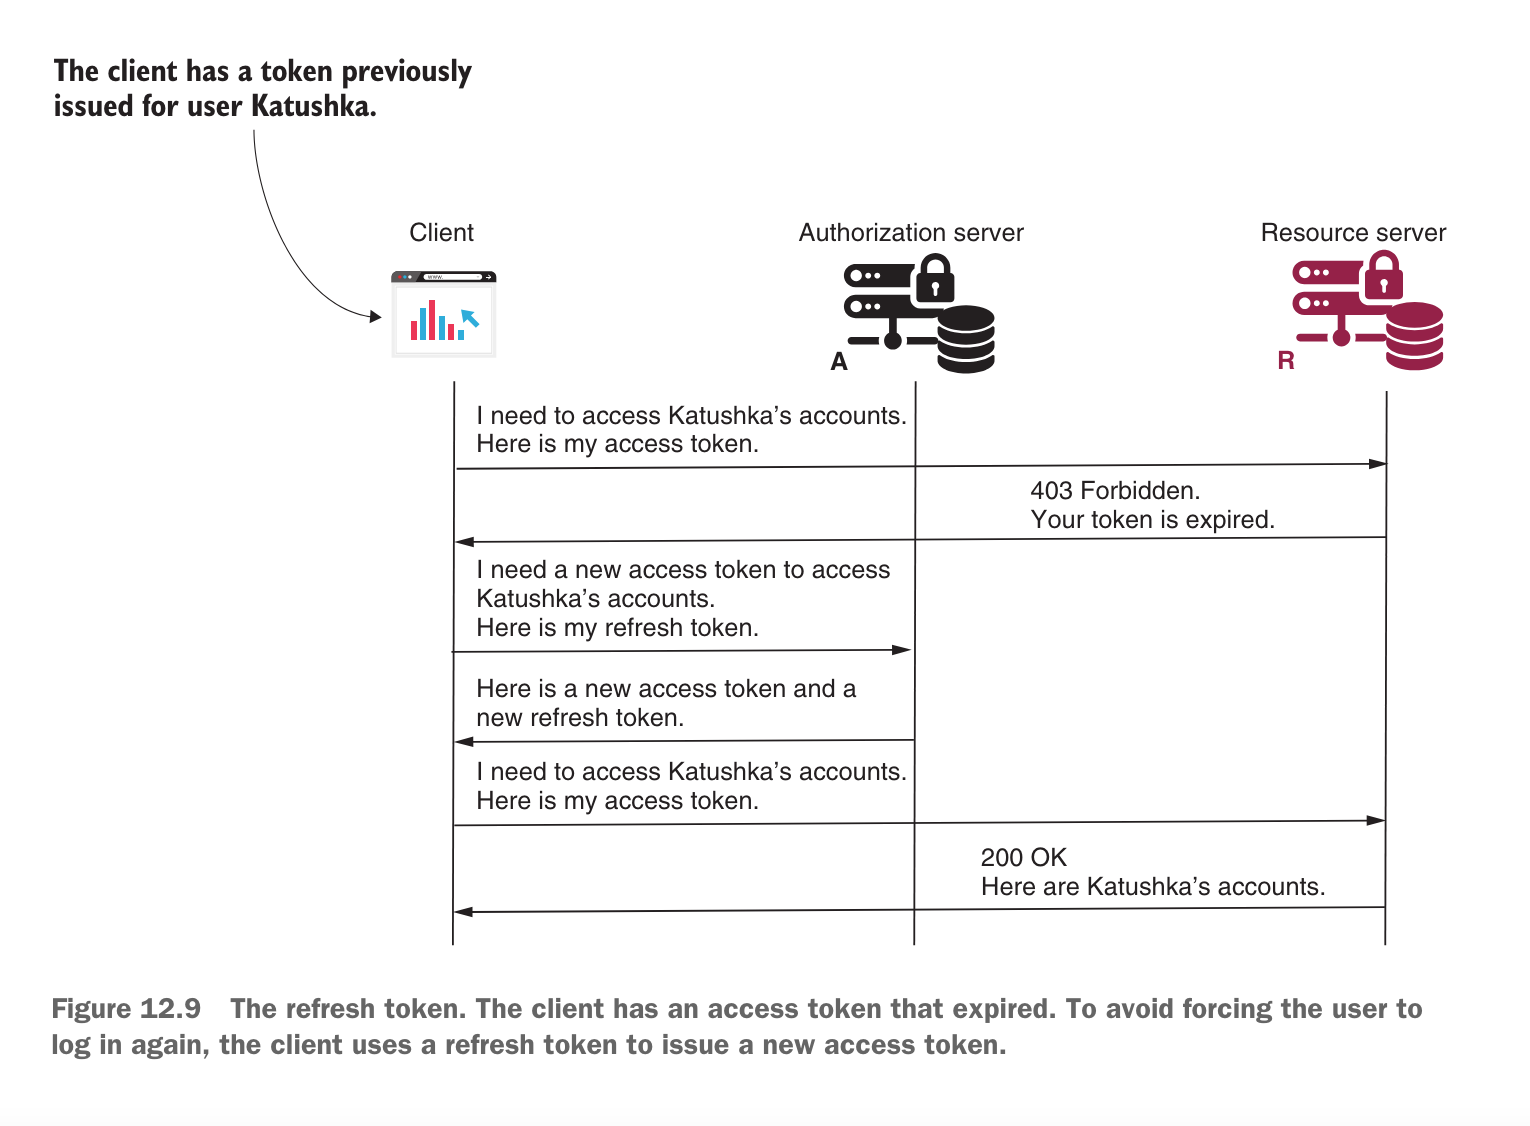 The client has a token previously
issued for user Katushka.
Client
Authorization server
Resource server
www.
A
R
I need to access Katushka’s accounts.
Here is my access token.
403 Forbidden.
Your token is expired.
I need a new access token to access
Katushka’s accounts.
Here is my refresh token.
Here is a new access token and a
new refresh token.
I need to access Katushka’s accounts.
Here is my access token.
200 OK
Here are Katushka’s accounts.
Figure 12.9 The refresh token. The client has an access token that expired. To avoid forcing the user to
log in again, the client uses a refresh token to issue a new access token.